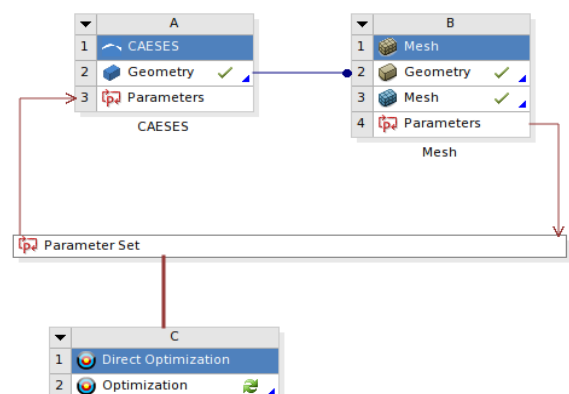 A
1 CAESES
2 Geometry
3 Parameters
CAESES
B
1 Mesh
2 Geometry
3 Mesh
4 Parameters
Mesh
Parameter Set
C
1 Direct Optimization
2 Optimization